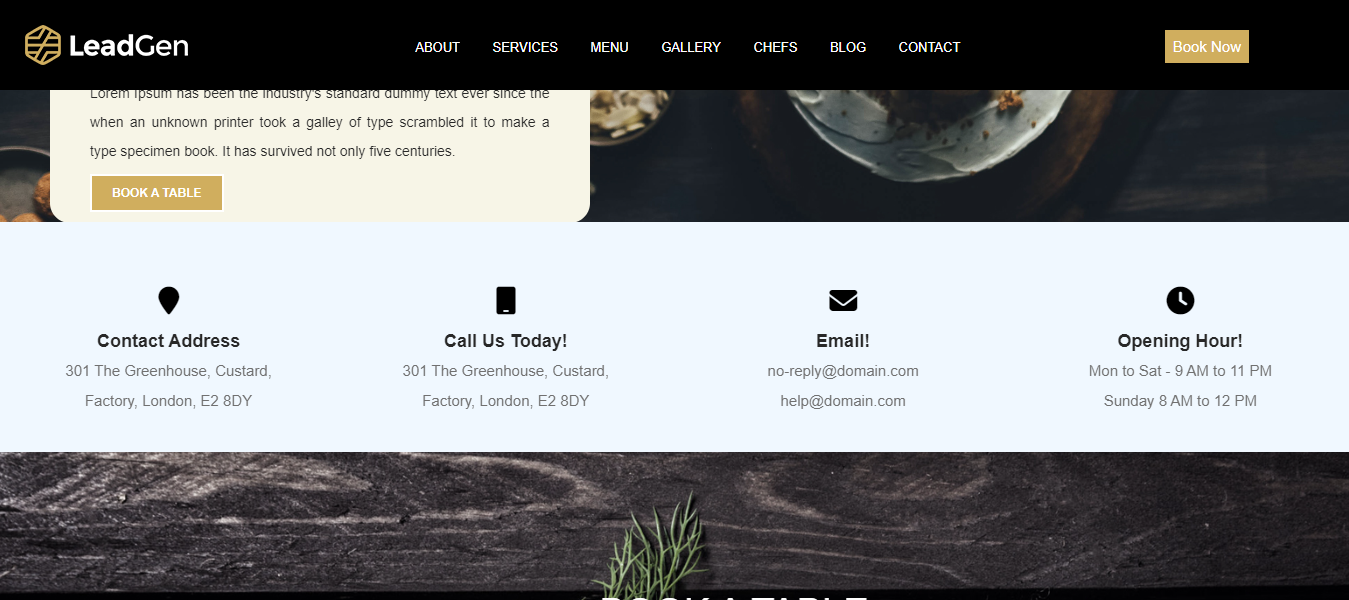 LeadGen
ABOUT SERVICES MENU GALLERY CHEFS BLOG CONTACT
Book Now
Lorem Ipsum has been the industry's standard dummy text ever since the
when an unknown printer took a galley of type scrambled it to make a
type specimen book. It has survived not only five centuries.
BOOK A TABLE
Contact Address
301 The Greenhouse, Custard,
Factory, London, E2 8DY
Call Us Today!
301 The Greenhouse, Custard,
Factory, London, E2 8DY
Email!
no-reply@domain.com
help@domain.com
Opening Hour!
Mon to Sat - 9 AM to 11 PM
Sunday 8 AM to 12 PM
BOOK A TABLE